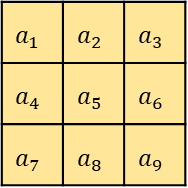 a₁ a₂ a₃
a₄ a₅ a₆
a₇ a₈ a₉